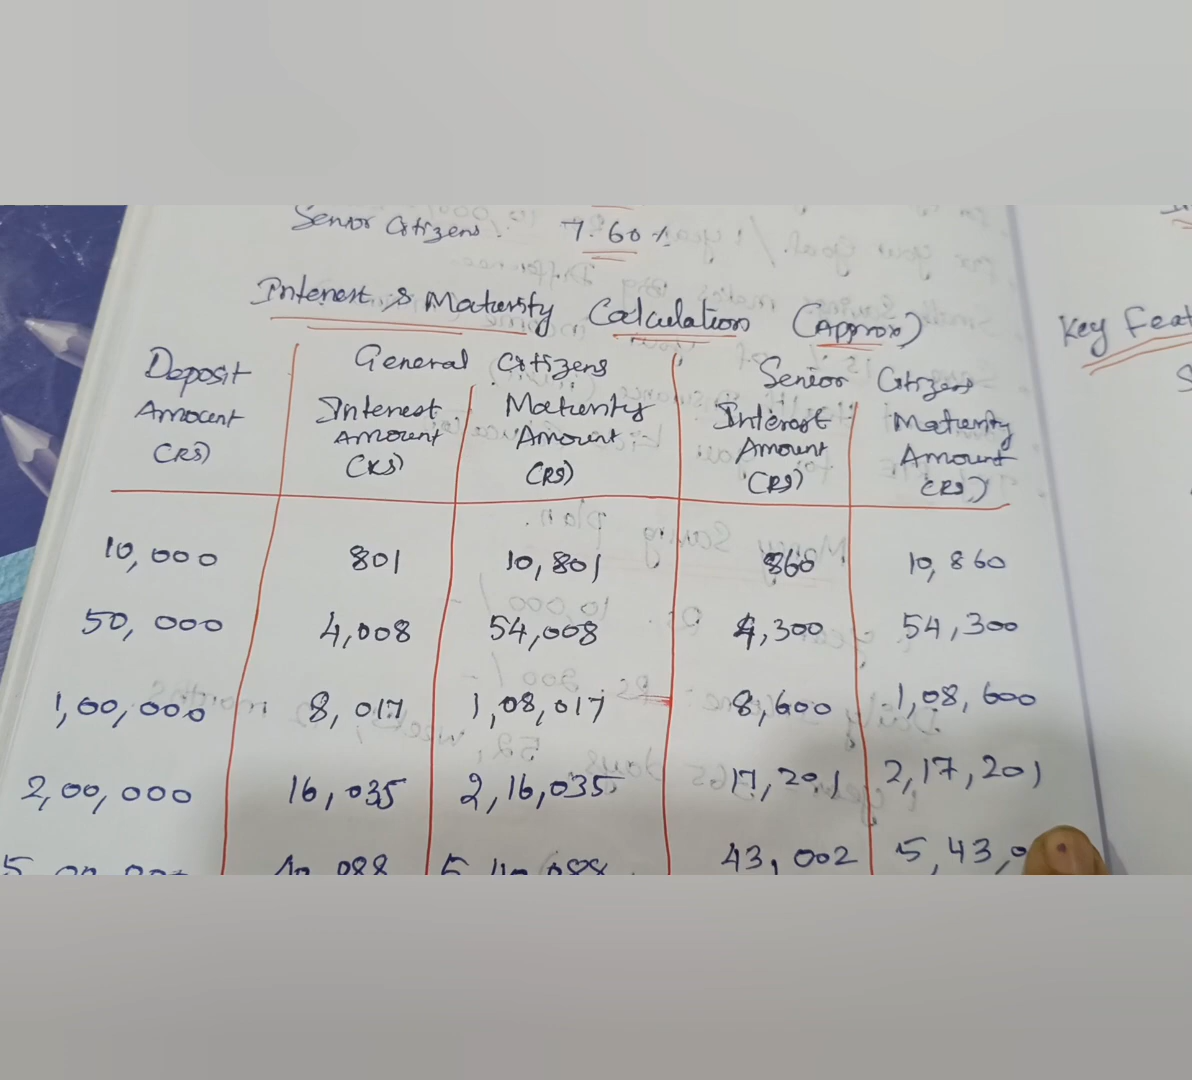 Senior Citizens. 7.60 %
Interest & Maturity Calculation (Approx)
Key Feat
Deposit Amount (RS)
General Citizens
Senior Citizens
Interest Amount (RS)
Maturity Amount (RS)
Interest Amount (RS)
Maturity Amount (RS)
10,000 801 10,801 860 10,860
50,000 4,008 54,008 4,300 54,300
1,00,000 8,017 1,08,017 8,600 1,08,600
2,00,000 16,035 2,16,035 17,201 2,17,201
43,002 5,43,0